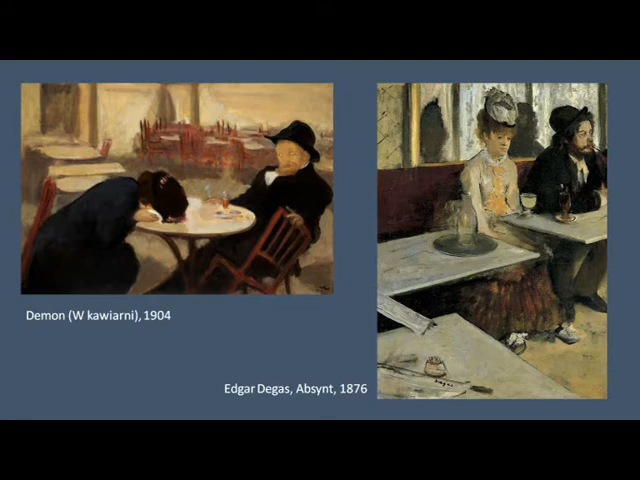 Demon (W kawiarni), 1904
Edgar Degas, Absynt, 1876